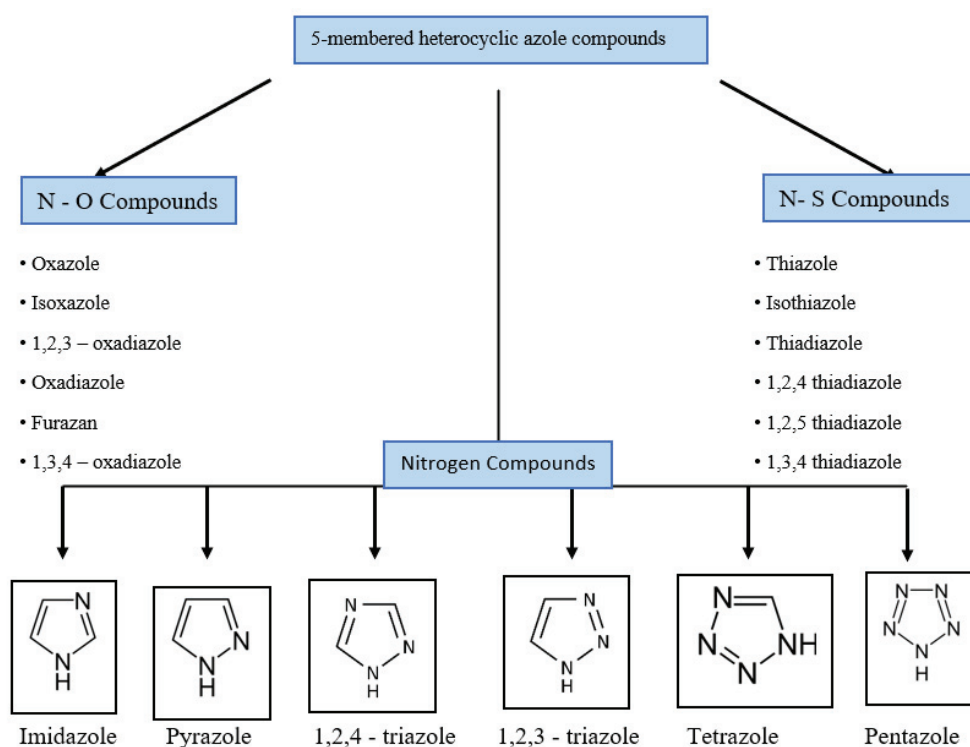 5-membered heterocyclic azole compounds
N - O Compounds
• Oxazole
• Isoxazole
• 1,2,3 – oxadiazole
• Oxadiazole
• Furazan
• 1,3,4 – oxadiazole
N- S Compounds
• Thiazole
• Isothiazole
• Thiadiazole
• 1,2,4 thiadiazole
• 1,2,5 thiadiazole
• 1,3,4 thiadiazole
Nitrogen Compounds
N
N
H
Imidazole
N
N
H
Pyrazole
N
N
N
H
1,2,4 - triazole
N
N
N
H
1,2,3 - triazole
N
N
NH
N
Tetrazole
N
N
N
N
N
H
Pentazole